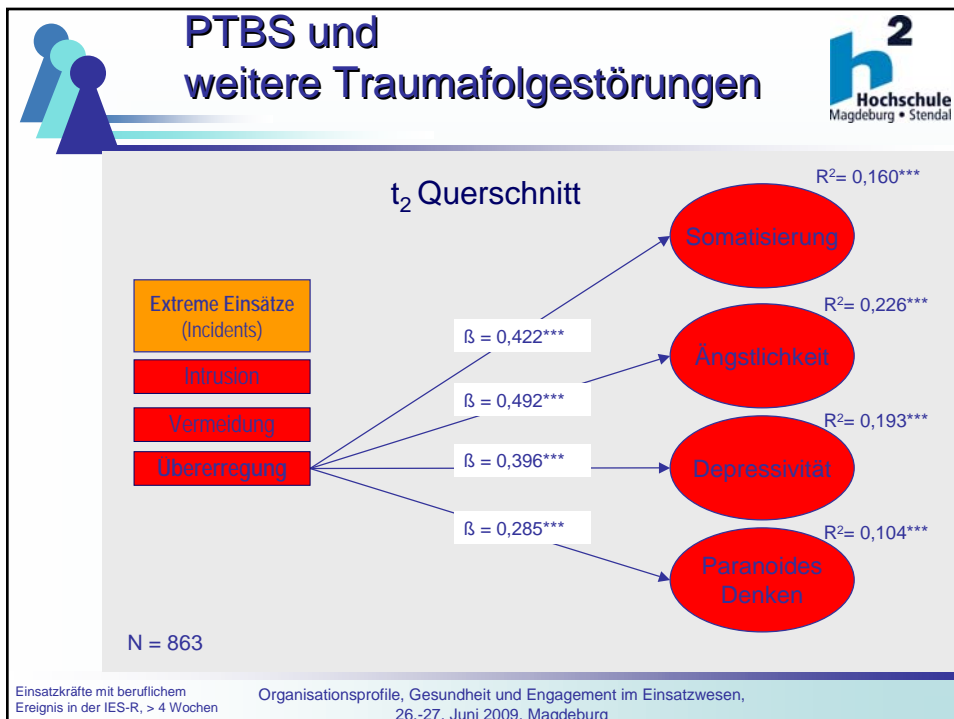 PTBS und
weitere Traumafolgestörungen
h2
Hochschule
Magdeburg • Stendal
t2 Querschnitt
R²= 0,160***
Somatisierung
Extreme Einsätze
(Incidents)
Intrusion
Vermeidung
Übererregung
ß = 0,422***
ß = 0,492***
ß = 0,396***
ß = 0,285***
R²= 0,226***
Ängstlichkeit
R²= 0,193***
Depressivität
R²= 0,104***
Paranoides
Denken
N = 863
Einsatzkräfte mit beruflichem
Ereignis in der IES-R, > 4 Wochen
Organisationsprofile, Gesundheit und Engagement im Einsatzwesen,
26.-27. Juni 2009, Magdeburg